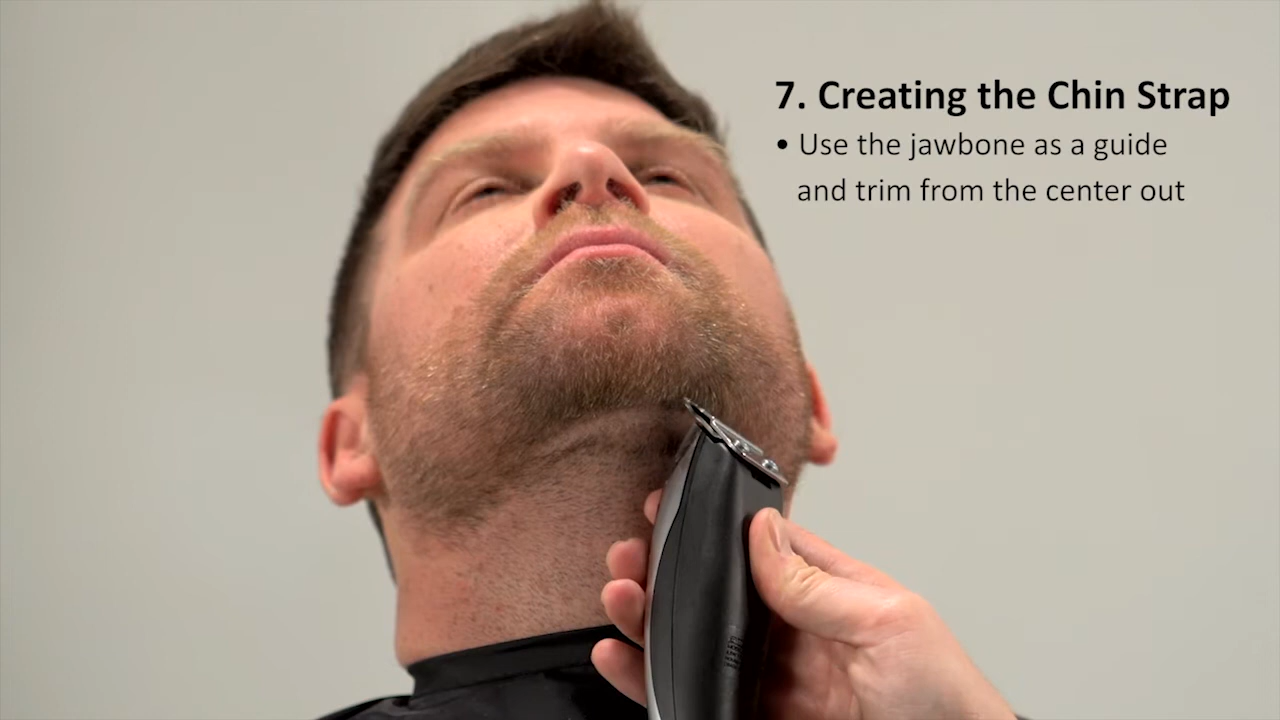 7. Creating the Chin Strap
• Use the jawbone as a guide
and trim from the center out